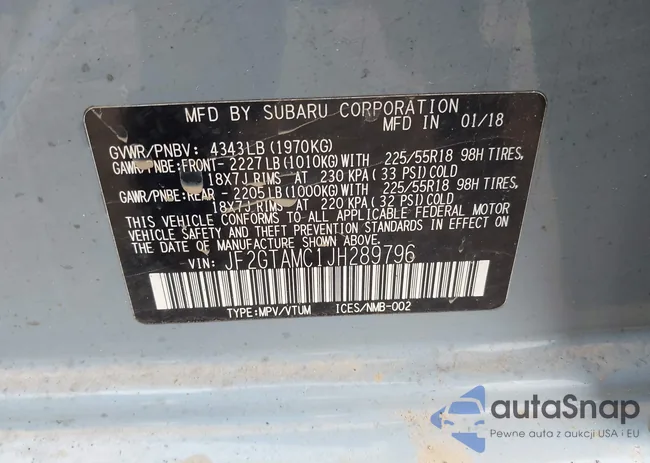 MFD BY SUBARU CORPORATION
MFD IN 01/18
GVWR/PNBV: 4343LB (1970KG)
GAWR/PNBE: FRONT- 2227LB (1010KG) WITH 225/55R18 98H TIRES,
18X7J RIMS AT 230 KPA (33 PSI) COLD
GAWR/PNBE: REAR - 2205LB (1000KG) WITH 225/55R18 98H TIRES,
18X7J RIMS AT 220 KPA (32 PSI) COLD
THIS VEHICLE CONFORMS TO ALL APPLICABLE FEDERAL MOTOR
VEHICLE SAFETY AND BUMPER STANDARDS IN EFFECT ON
THE DATE OF MANUFACTURE SHOWN ABOVE.
VIN: JF2GTAMC1JH289796
TYPE:MPV/VTUM ICES/NMB-002
autaSnap
Pewne auta z aukcji USA i EU